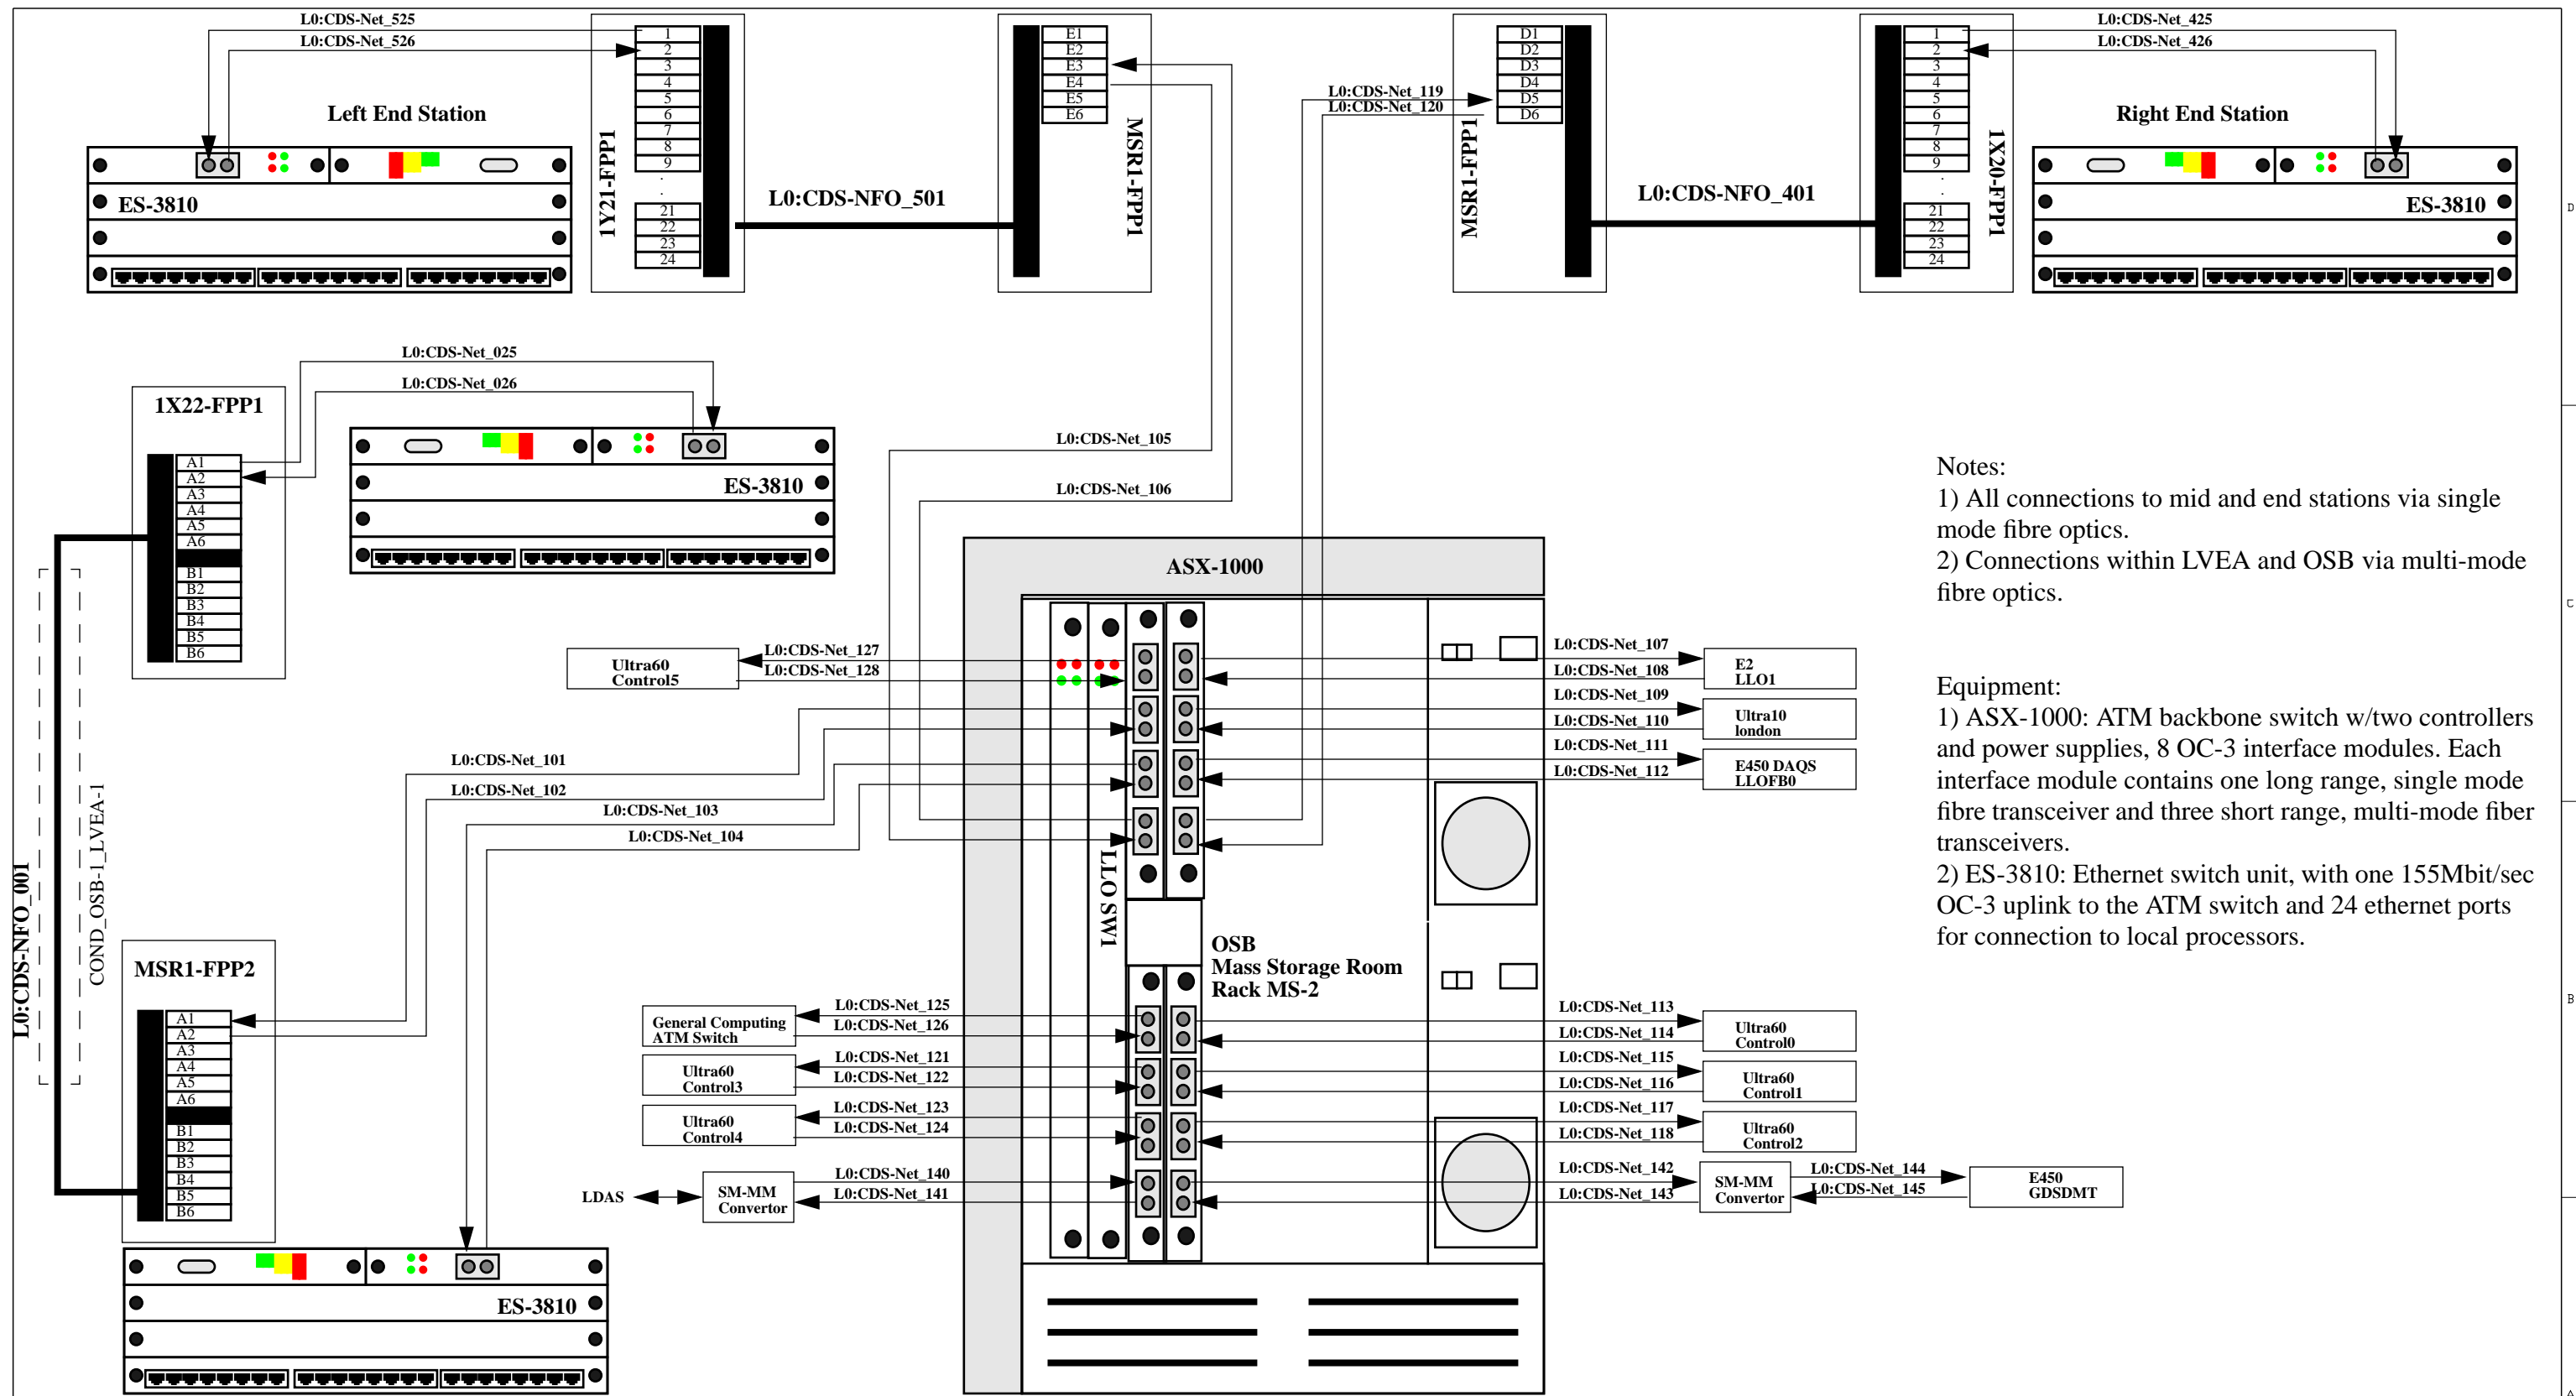 L0:CDS-Net_525
L0:CDS-Net_526
Left End Station
ES-3810
1
2
3
4
5
6
7
8
9
.
.
21
22
23
24
1Y21-FPP1
L0:CDS-NFO_501
E1
E2
E3
E4
E5
E6
MSR1-FPP1
L0:CDS-Net_119
L0:CDS-Net_120
D1
D2
D3
D4
D5
D6
MSR1-FPP1
L0:CDS-NFO_401
1
2
3
4
5
6
7
8
9
.
.
21
22
23
24
1X20-FPP1
L0:CDS-Net_425
L0:CDS-Net_426
Right End Station
ES-3810
D
L0:CDS-Net_025
L0:CDS-Net_026
1X22-FPP1
A1
A2
A3
A4
A5
A6
B1
B2
B3
B4
B5
B6
ES-3810
L0:CDS-Net_105
L0:CDS-Net_106
Notes:
1) All connections to mid and end stations via single
mode fibre optics.
2) Connections within LVEA and OSB via multi-mode
fibre optics.
C
Equipment:
1) ASX-1000: ATM backbone switch w/two controllers
and power supplies, 8 OC-3 interface modules. Each
interface module contains one long range, single mode
fibre transceiver and three short range, multi-mode fiber
transceivers.
2) ES-3810: Ethernet switch unit, with one 155Mbit/sec
OC-3 uplink to the ATM switch and 24 ethernet ports
for connection to local processors.
ASX-1000
Ultra60
Control5
L0:CDS-Net_127
L0:CDS-Net_128
L0:CDS-Net_107
L0:CDS-Net_108
E2
LLO1
L0:CDS-Net_109
L0:CDS-Net_110
Ultra10
london
L0:CDS-Net_111
L0:CDS-Net_112
E450 DAQS
LLOFB0
L0:CDS-Net_101
L0:CDS-Net_102
L0:CDS-Net_103
L0:CDS-Net_104
LLO SW1
L0:CDS-NFO_001
COND_OSB-1_LVEA-1
OSB
Mass Storage Room
Rack MS-2
MSR1-FPP2
A1
A2
A3
A4
A5
A6
B1
B2
B3
B4
B5
B6
General Computing
ATM Switch
L0:CDS-Net_125
L0:CDS-Net_126
Ultra60
Control3
L0:CDS-Net_121
L0:CDS-Net_122
Ultra60
Control4
L0:CDS-Net_123
L0:CDS-Net_124
LDAS
SM-MM
Convertor
L0:CDS-Net_140
L0:CDS-Net_141
L0:CDS-Net_113
L0:CDS-Net_114
Ultra60
Control0
L0:CDS-Net_115
L0:CDS-Net_116
Ultra60
Control1
L0:CDS-Net_117
L0:CDS-Net_118
Ultra60
Control2
L0:CDS-Net_142
L0:CDS-Net_143
SM-MM
Convertor
L0:CDS-Net_144
L0:CDS-Net_145
E450
GDSDMT
B
ES-3810
A